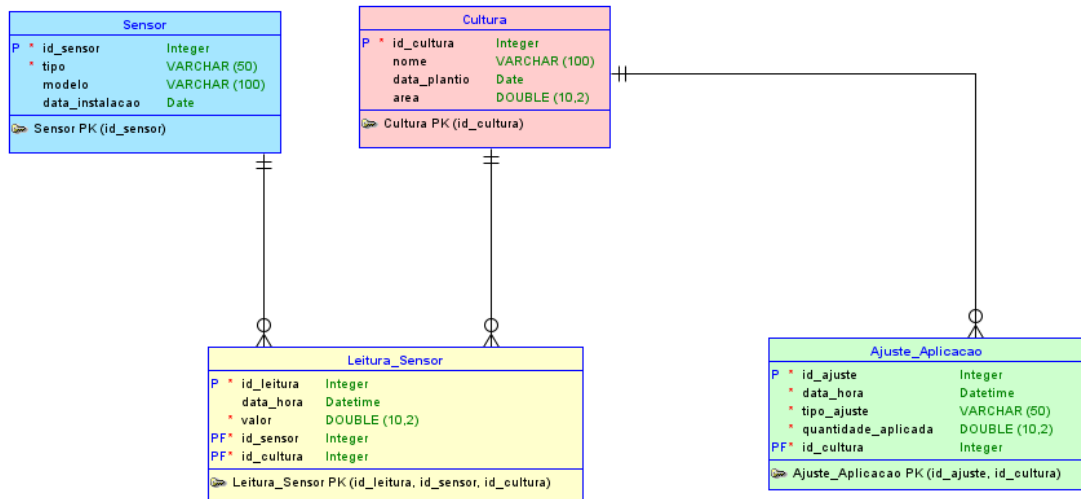 Sensor
P * id_sensor Integer
* tipo VARCHAR (50)
modelo VARCHAR (100)
data_instalacao Date
Sensor PK (id_sensor)
Cultura
P * id_cultura Integer
nome VARCHAR (100)
data_plantio Date
area DOUBLE (10,2)
Cultura PK (id_cultura)
Leitura_Sensor
P * id_leitura Integer
data_hora Datetime
* valor DOUBLE (10,2)
PF* id_sensor Integer
PF* id_cultura Integer
Leitura_Sensor PK (id_leitura, id_sensor, id_cultura)
Ajuste_Aplicacao
P * id_ajuste Integer
* data_hora Datetime
* tipo_ajuste VARCHAR (50)
* quantidade_aplicada DOUBLE (10,2)
PF* id_cultura Integer
Ajuste_Aplicacao PK (id_ajuste, id_cultura)